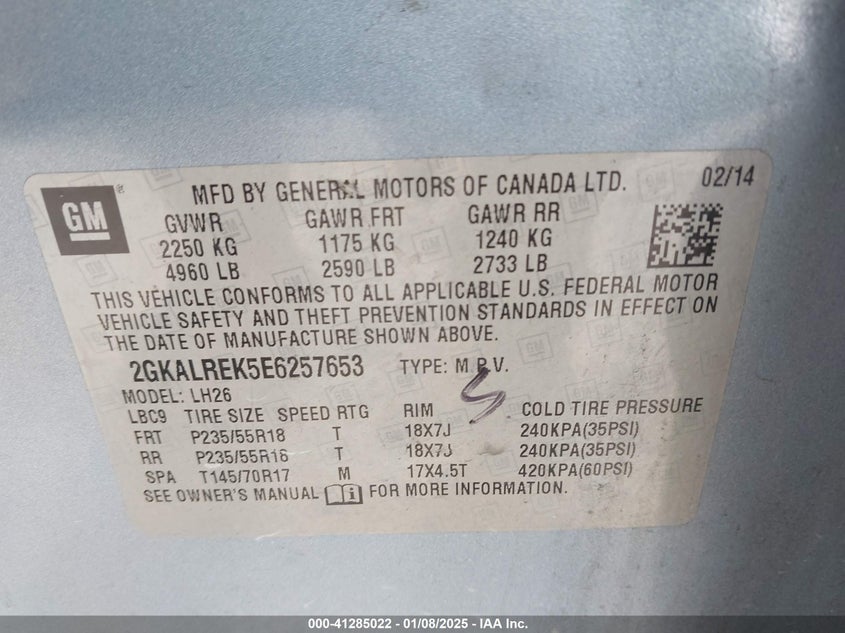 GM
MFD BY GENERAL MOTORS OF CANADA LTD. 02/14
GVWR GAWR FRT GAWR RR
2250 KG 1175 KG 1240 KG
4960 LB 2590 LB 2733 LB
THIS VEHICLE CONFORMS TO ALL APPLICABLE U.S. FEDERAL MOTOR
VEHICLE SAFETY AND THEFT PREVENTION STANDARDS IN EFFECT ON
THE DATE OF MANUFACTURE SHOWN ABOVE.
2GKALREK5E6257653 TYPE: M.P.V.
MODEL: LH26
LBC9 TIRE SIZE SPEED RTG RIM COLD TIRE PRESSURE
FRT P235/55R18 T 18X7J 240KPA(35PSI)
RR P235/55R18 T 18X7J 240KPA(35PSI)
SPA T145/70R17 M 17X4.5T 420KPA(60PSI)
SEE OWNER'S MANUAL FOR MORE INFORMATION.
000-41285022 - 01/08/2025 - IAA Inc.